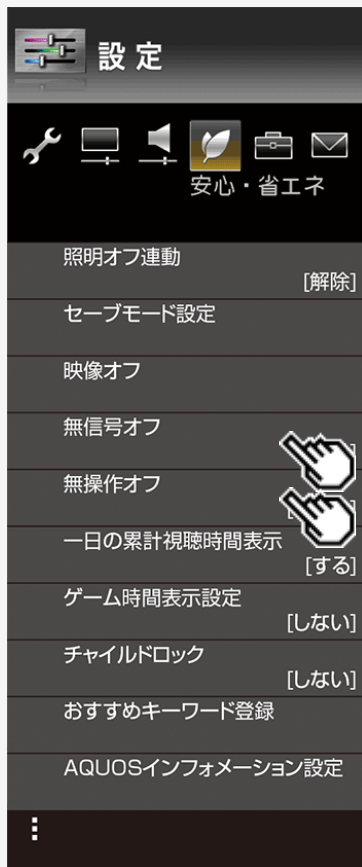 設定
安心・省エネ
照明オフ連動
[解除]
セーブモード設定
映像オフ
無信号オフ
無操作オフ
一日の累計視聴時間表示
[する]
ゲーム時間表示設定
[しない]
チャイルドロック
[しない]
おすすめキーワード登録
AQUOSインフォメーション設定